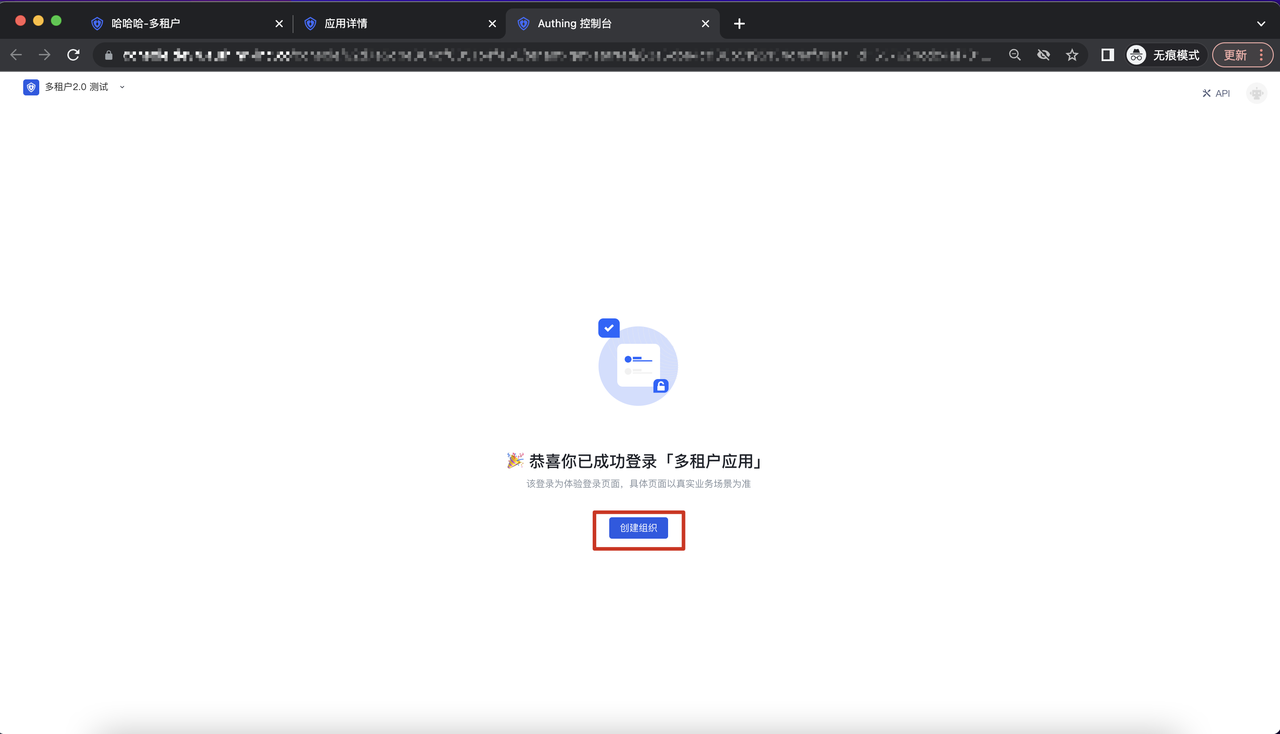 哈哈哈-多租户
应用详情
Authing 控制台
无痕模式
更新
多租户2.0 测试
API
恭喜你已成功登录「多租户应用」
该登录为体验登录页面，具体页面以真实业务场景为准
创建组织